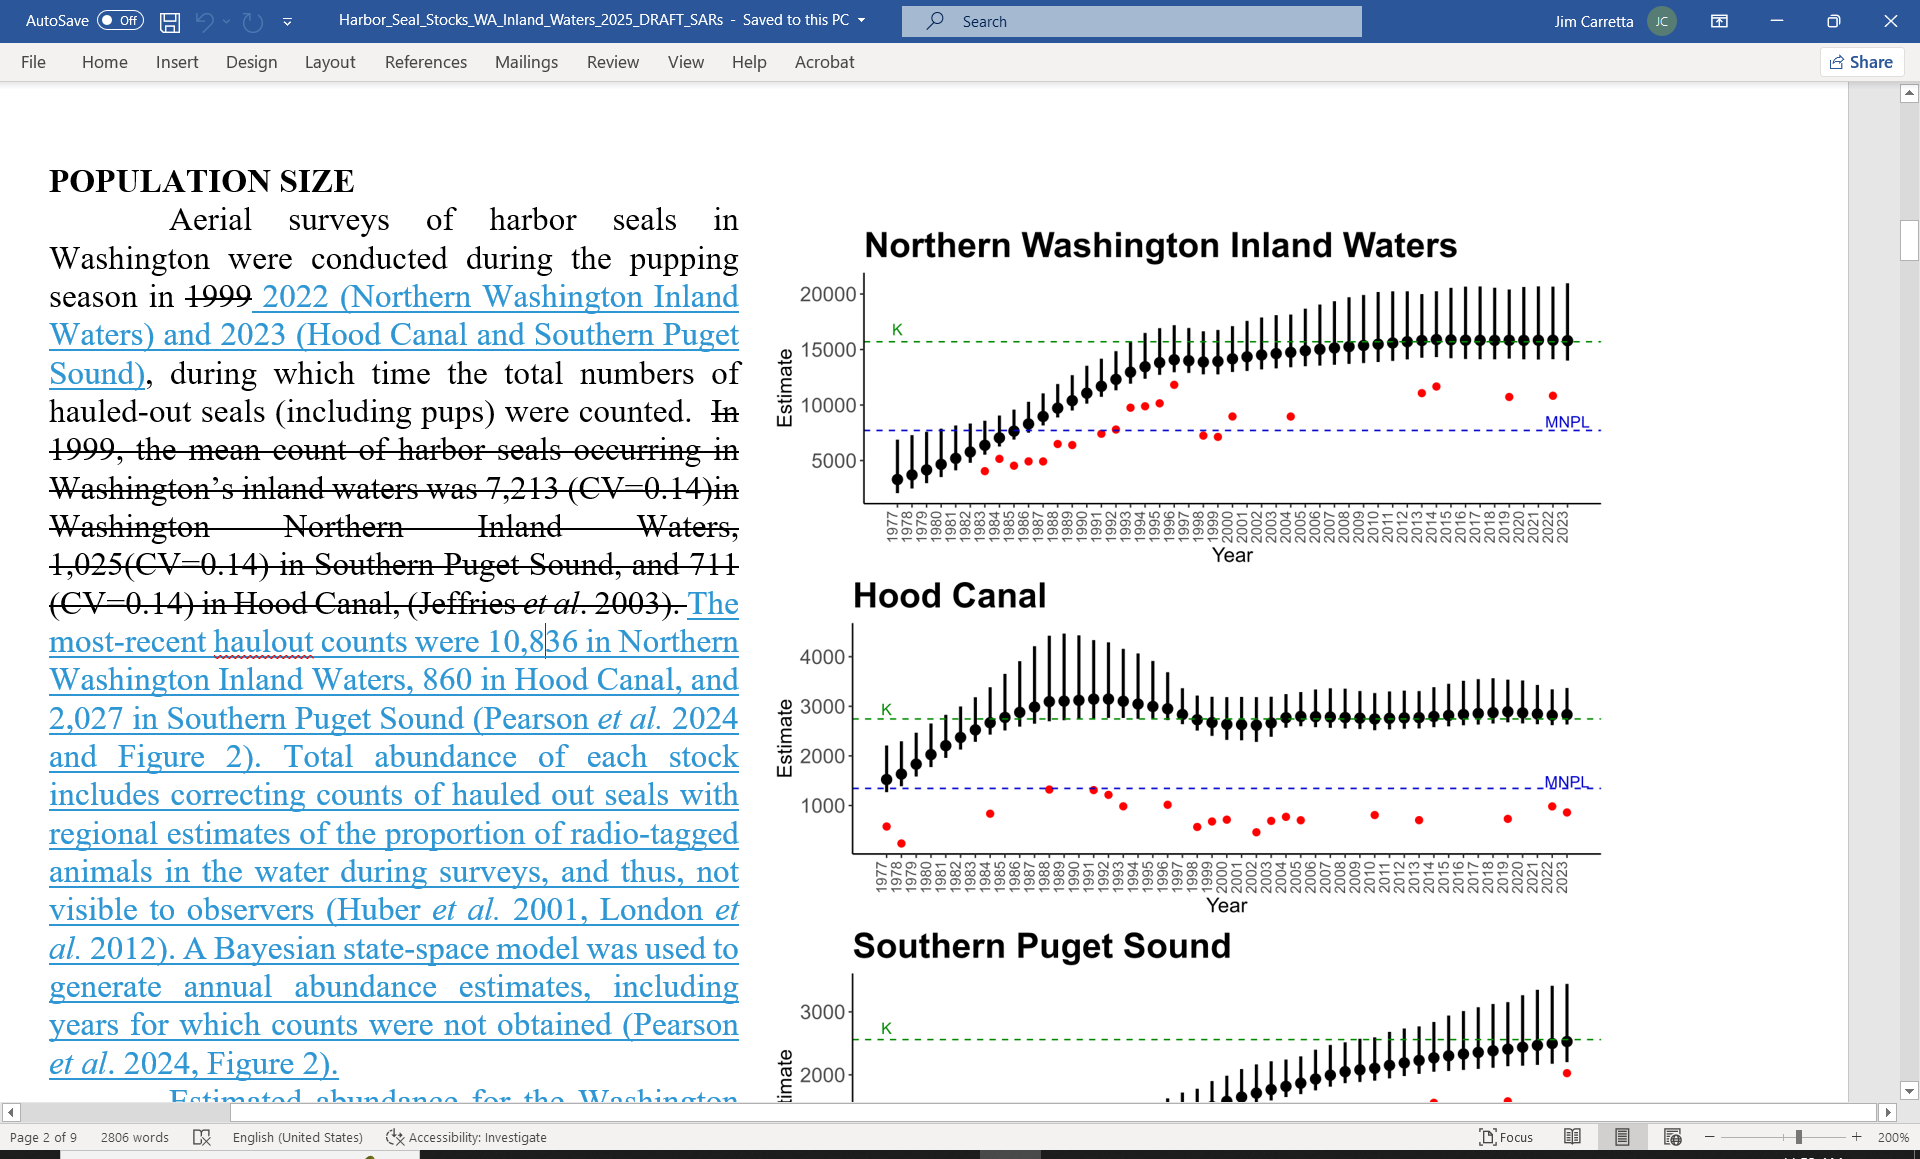 AutoSave Off Harbor_Seal_Stocks_WA_Inland_Waters_2025_DRAFT_SARs - Saved to this PC Search Jim Carretta JC
File Home Insert Design Layout References Mailings Review View Help Acrobat Share
POPULATION SIZE
Aerial surveys of harbor seals in
Washington were conducted during the pupping
season in 1999 2022 (Northern Washington Inland
Waters) and 2023 (Hood Canal and Southern Puget
Sound), during which time the total numbers of
hauled-out seals (including pups) were counted. In
1999, the mean count of harbor seals occurring in
Washington's inland waters was 7,213 (CV=0.14)in
Washington Northern Inland Waters,
1,025(CV=0.14) in Southern Puget Sound, and 711
(CV=0.14) in Hood Canal, (Jeffries et al. 2003). The
most-recent haulout counts were 10,836 in Northern
Washington Inland Waters, 860 in Hood Canal, and
2,027 in Southern Puget Sound (Pearson et al. 2024
and Figure 2). Total abundance of each stock
includes correcting counts of hauled out seals with
regional estimates of the proportion of radio-tagged
animals in the water during surveys, and thus, not
visible to observers (Huber et al. 2001, London et
al. 2012). A Bayesian state-space model was used to
generate annual abundance estimates, including
years for which counts were not obtained (Pearson
et al. 2024, Figure 2).
Estimated abundance for the Washington
Northern Washington Inland Waters
20000
K
15000
10000
MNPL
5000
Estimate
1977 1978 1979 1980 1981 1982 1983 1984 1985 1986 1987 1988 1989 1990 1991 1992 1993 1994 1995 1996 1997 1998 1999 2000 2001 2002 2003 2004 2005 2006 2007 2008 2009 2010 2011 2012 2013 2014 2015 2016 2017 2018 2019 2020 2021 2022 2023
Year
Hood Canal
4000
3000
K
2000
MNPL
1000
Estimate
1977 1978 1979 1980 1981 1982 1983 1984 1985 1986 1987 1988 1989 1990 1991 1992 1993 1994 1995 1996 1997 1998 1999 2000 2001 2002 2003 2004 2005 2006 2007 2008 2009 2010 2011 2012 2013 2014 2015 2016 2017 2018 2019 2020 2021 2022 2023
Year
Southern Puget Sound
3000
K
2000
timate
Page 2 of 9 2806 words English (United States) Accessibility: Investigate Focus 200%